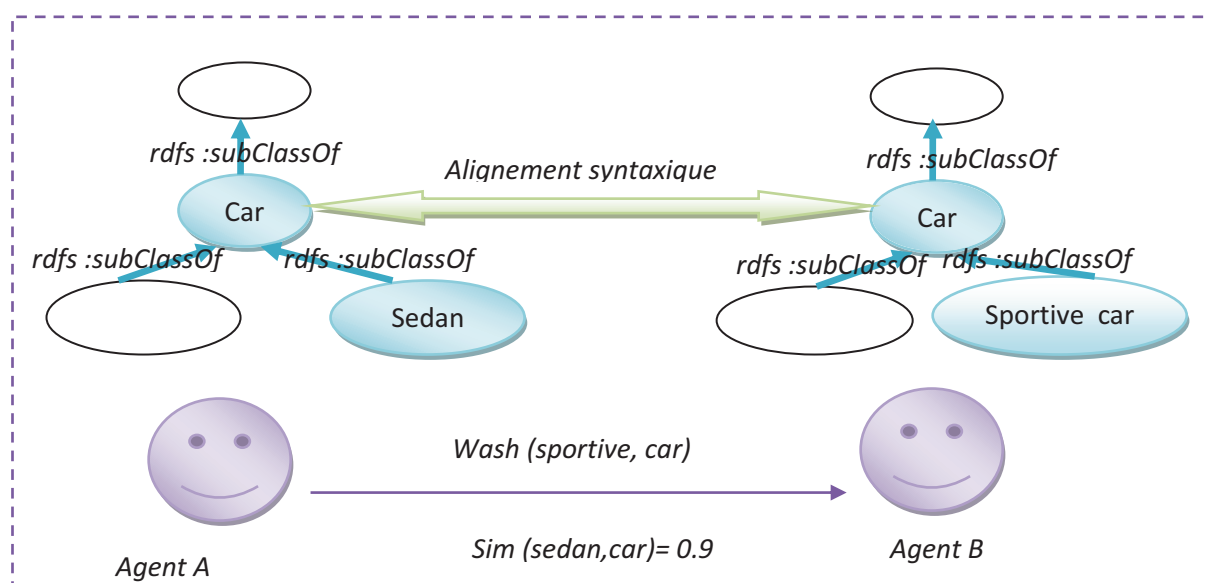 rdfs :subClassOf
rdfs :subClassOf
Alignement syntaxique
Car
Car
rdfs :subClassOf
rdfs :subClassOf
rdfs :subClassOf
rdfs :subClassOf
Sedan
Sportive car
Wash (sportive, car)
Sim (sedan,car)= 0.9
Agent A
Agent B